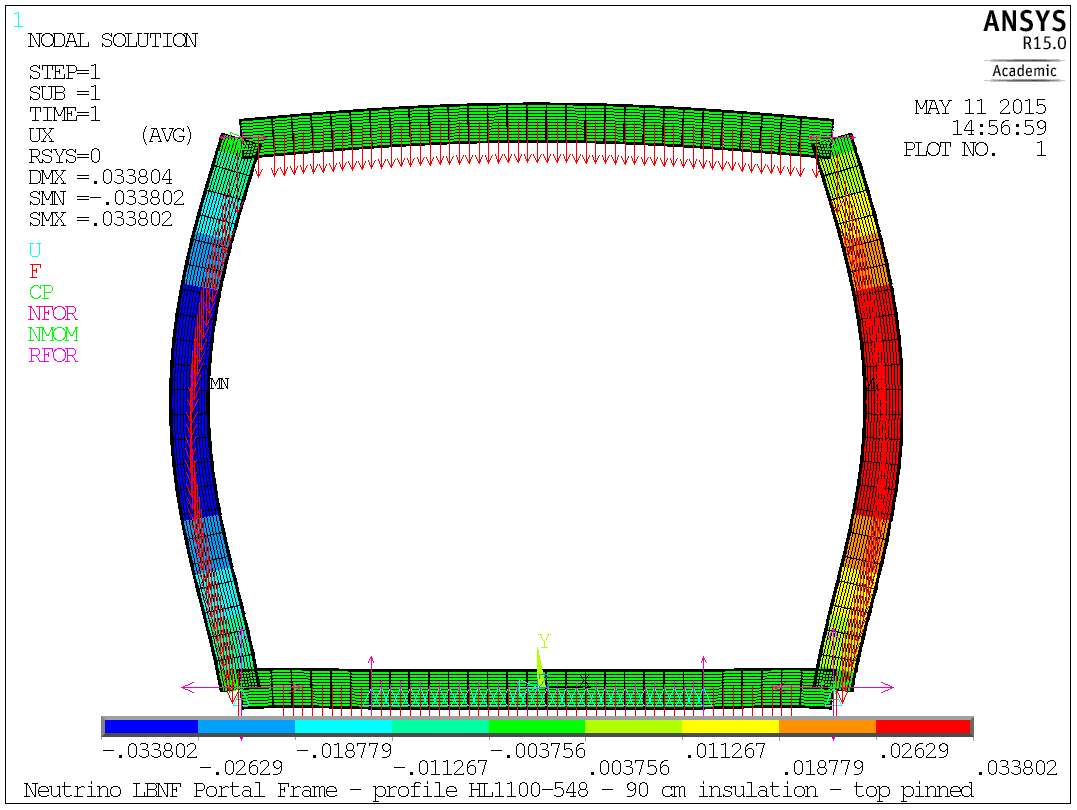 1
NODAL SOLUTION
ANSYS
R15.0
Academic
STEP=1
SUB =1
TIME=1
UX (AVG)
RSYS=0
DMX =.033804
SMN =-.033802
SMX =.033802
MAY 11 2015
14:56:59
PLOT NO. 1
U
F
CP
NFOR
NMOM
RFOR
MN
Y
X
-.033802 -.018779 -.003756 .011267 .02629
-.02629 -.011267 .003756 .018779 .033802
Neutrino LBNF Portal Frame - profile HL1100-548 - 90 cm insulation - top pinned